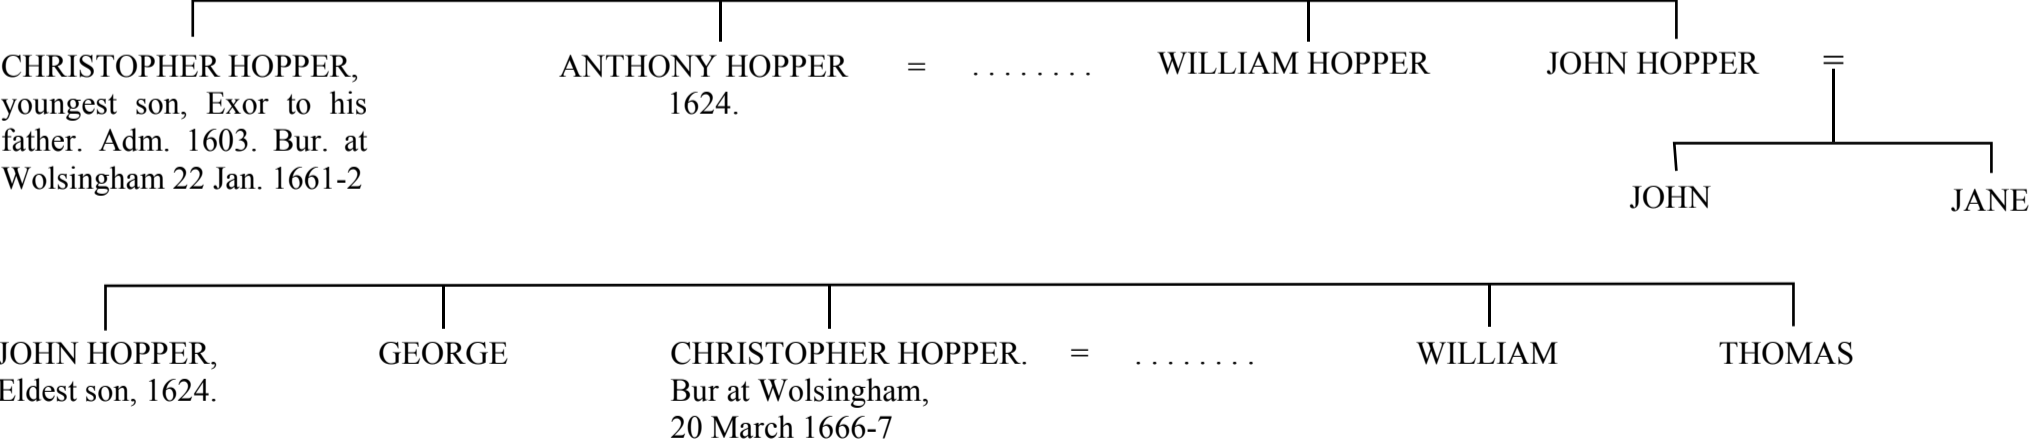 CHRISTOPHER HOPPER,
youngest son, Exor to his
father. Adm. 1603. Bur. at
Wolsingham 22 Jan. 1661-2
ANTHONY HOPPER = . . . . . . . .
1624.
WILLIAM HOPPER
JOHN HOPPER =
JOHN
JANE
JOHN HOPPER,
Eldest son, 1624.
GEORGE
CHRISTOPHER HOPPER. = . . . . . . . .
Bur at Wolsingham,
20 March 1666-7
WILLIAM
THOMAS